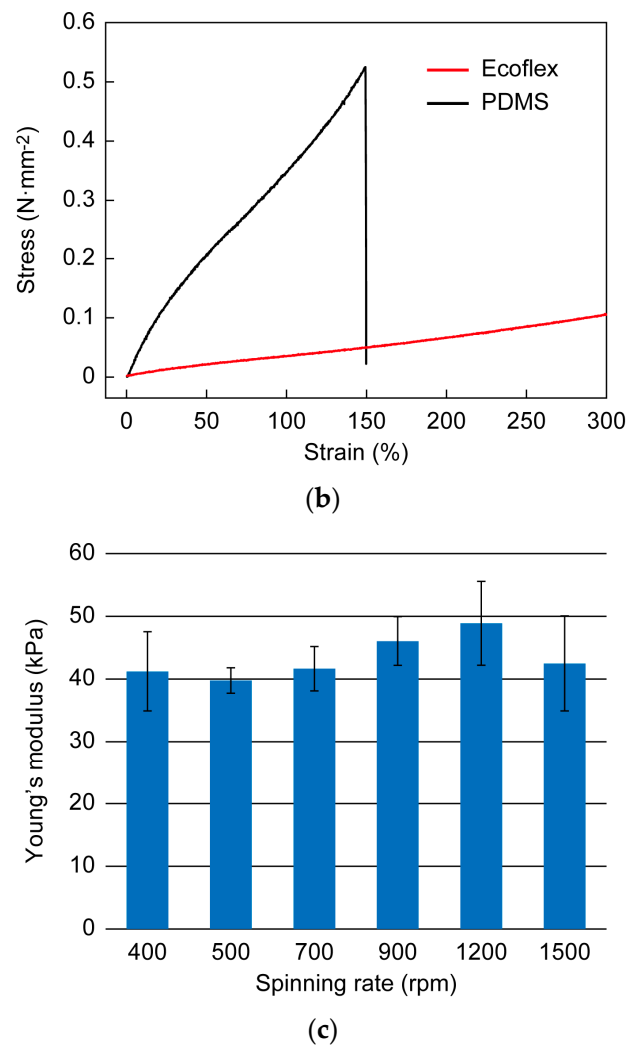 0.6
0.5
0.4
0.3
0.2
0.1
0
Stress (N·mm-2)
Ecoflex
PDMS
0 50 100 150 200 250 300
Strain (%)
(b)
60
50
40
30
20
10
0
Young's modulus (kPa)
400 500 700 900 1200 1500
Spinning rate (rpm)
(c)